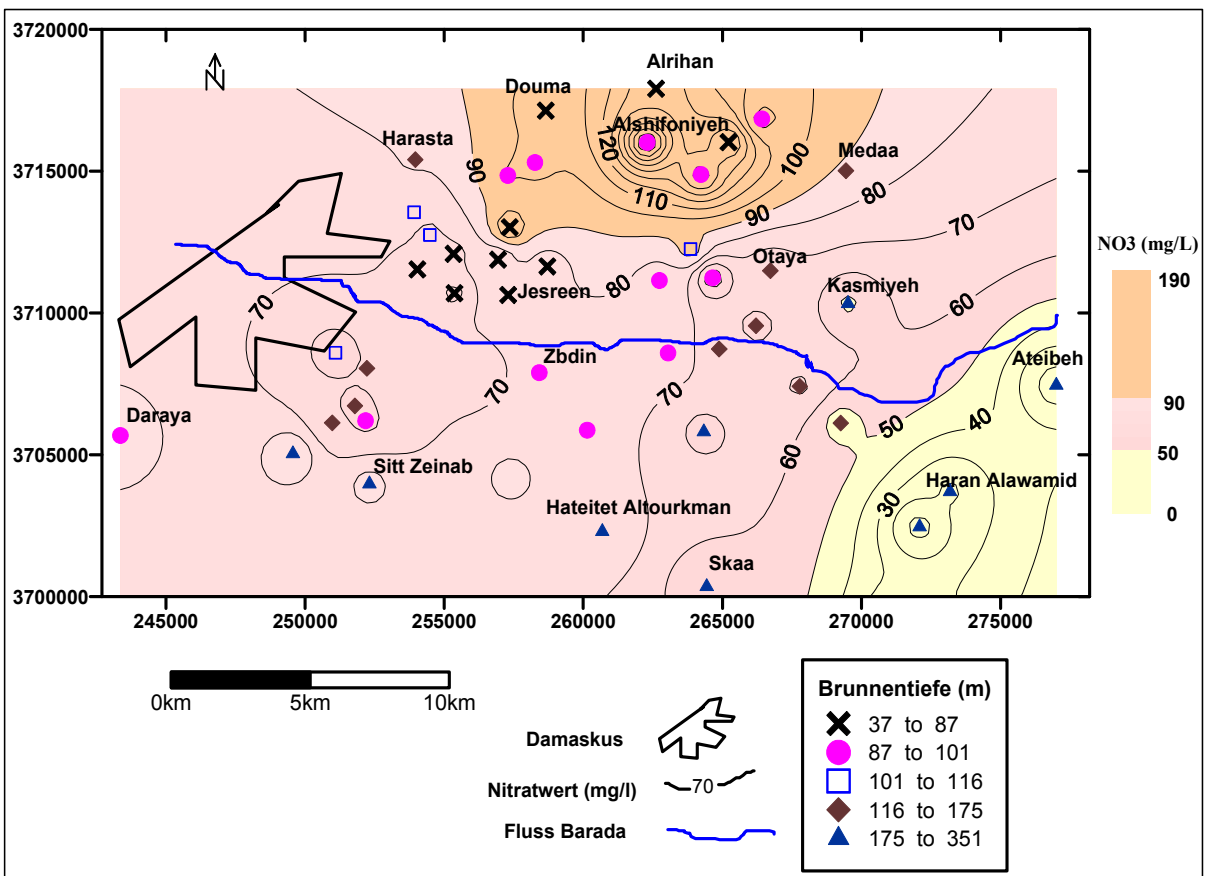 3720000
3715000
3710000
3705000
3700000
245000
250000
255000
260000
265000
270000
275000
N
Alrihan
Douma
Alshifoniyeh
120
Harasta
90
100
Medaa
110
80
90
70
Otaya
80
Kasmiyeh
Jesreen
70
60
Zbdin
Ateibeh
70
70
50
40
Daraya
60
Sitt Zeinab
Haran Alawamid
30
Hateitet Altourkman
Skaa
NO3 (mg/L)
190
90
50
0
0km
5km
10km
Damaskus
Nitratwert (mg/l)
70
Fluss Barada
Brunnentiefe (m)
37 to 87
87 to 101
101 to 116
116 to 175
175 to 351